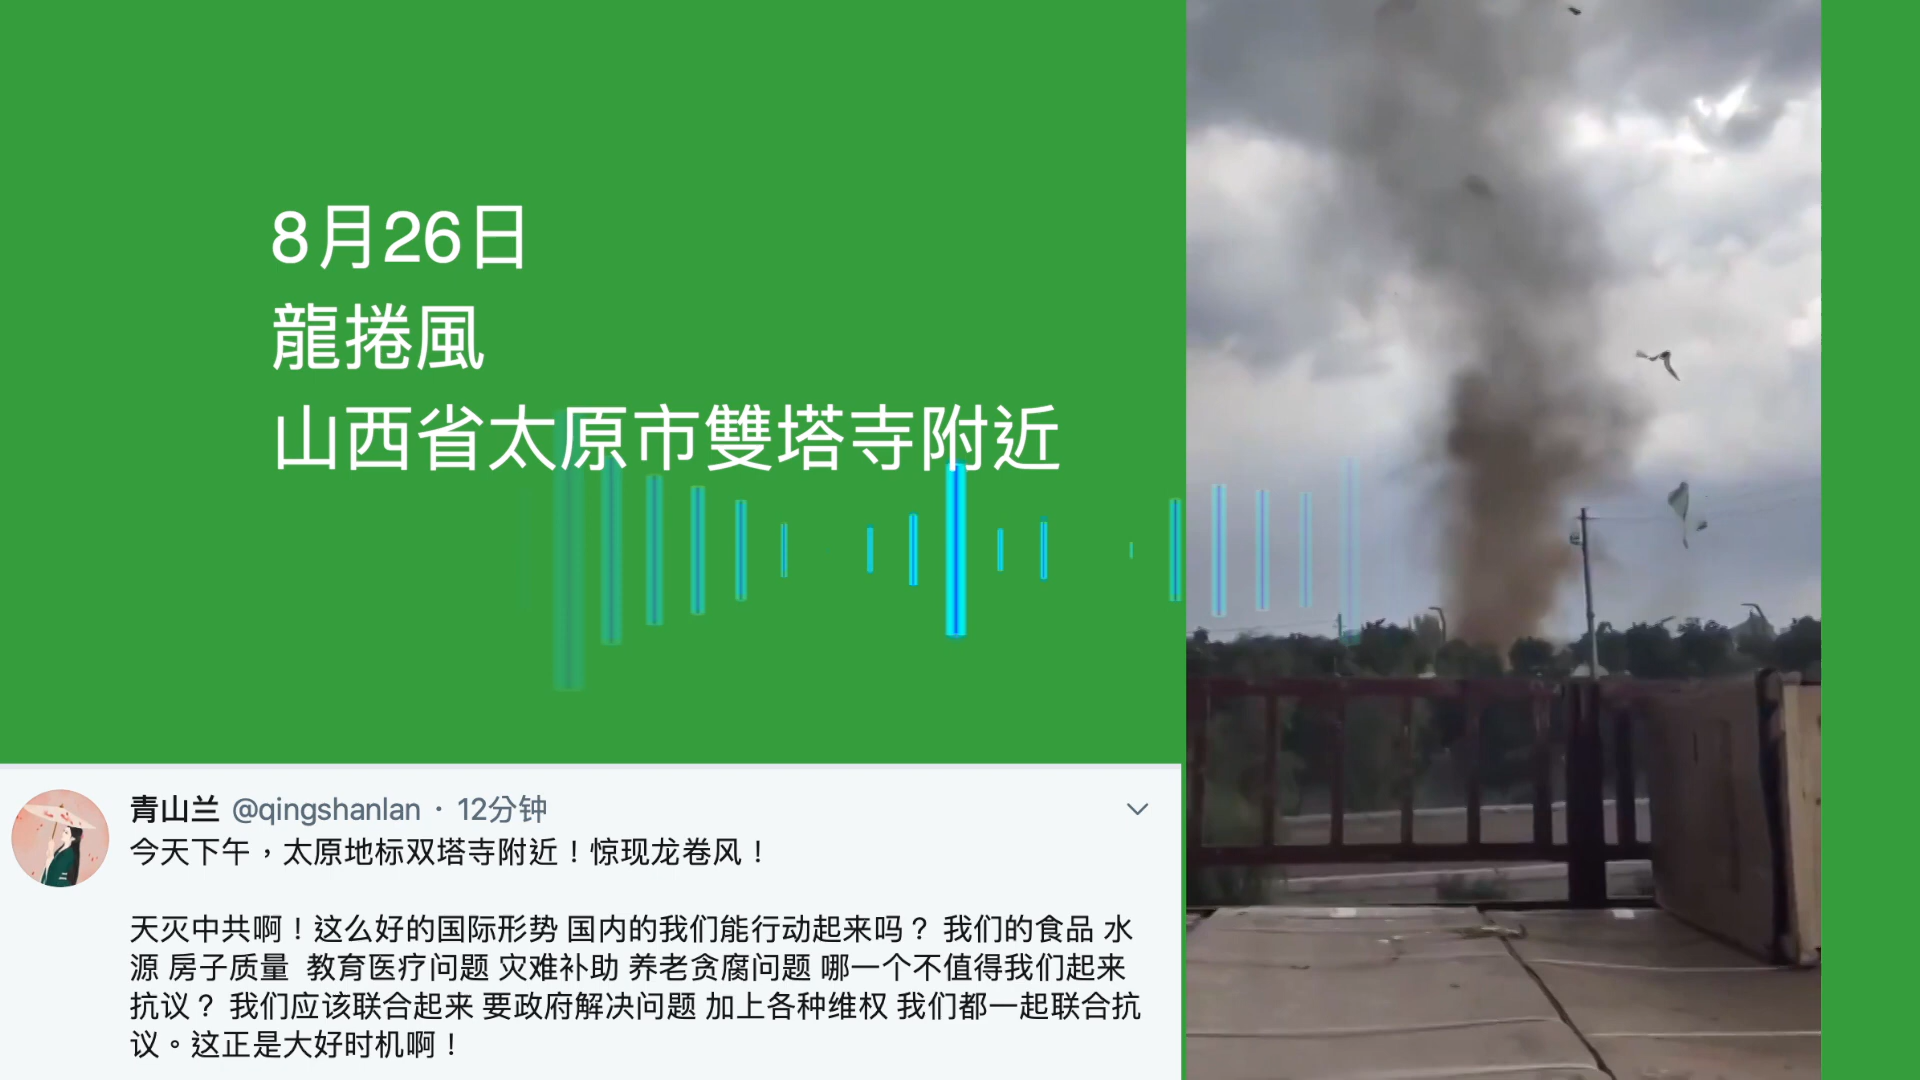 8月26日
龍捲風
山西省太原市雙塔寺附近
青山兰 @qingshanlan · 12分钟
今天下午，太原地标双塔寺附近！惊现龙卷风！
天灭中共啊！这么好的国际形势 国内的我们能行动起来吗？ 我们的食品 水
源 房子质量 教育医疗问题 灾难补助 养老贪腐问题 哪一个不值得我们起来
抗议？ 我们应该联合起来 要政府解决问题 加上各种维权 我们都一起联合抗
议。这正是大好时机啊！